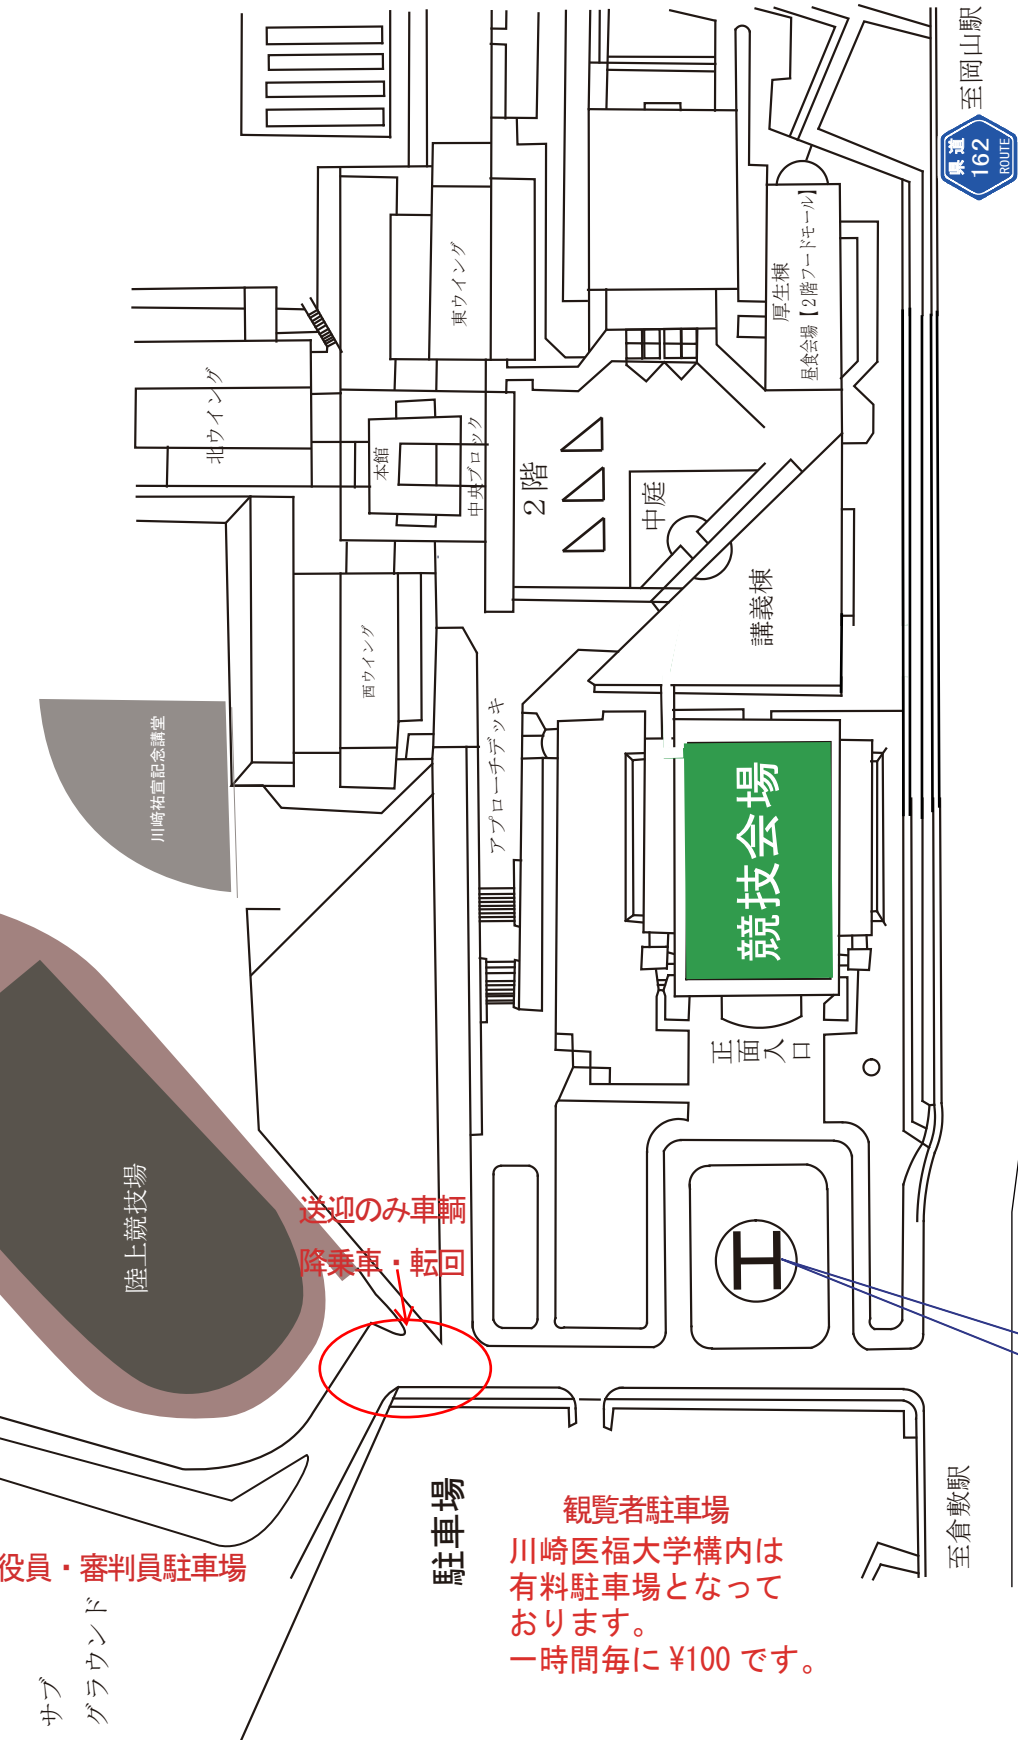 至岡山駅
県道
162
ROUTE
厚生棟
昼食会場【2階フードモール】
東ウイング
北ウイング
本館
中央ブロック
2階
中庭
講義棟
西ウイング
アプローチデッキ
川﨑祐宣記念講堂
競技会場
正面入口
陸上競技場
送迎のみ車輌
降乗車・転回
H
駐車場
観覧者駐車場
川崎医福大学構内は
有料駐車場となって
おります。
一時間毎に ¥100 です。
至倉敷駅
役員・審判員駐車場
サブ
グラウンド